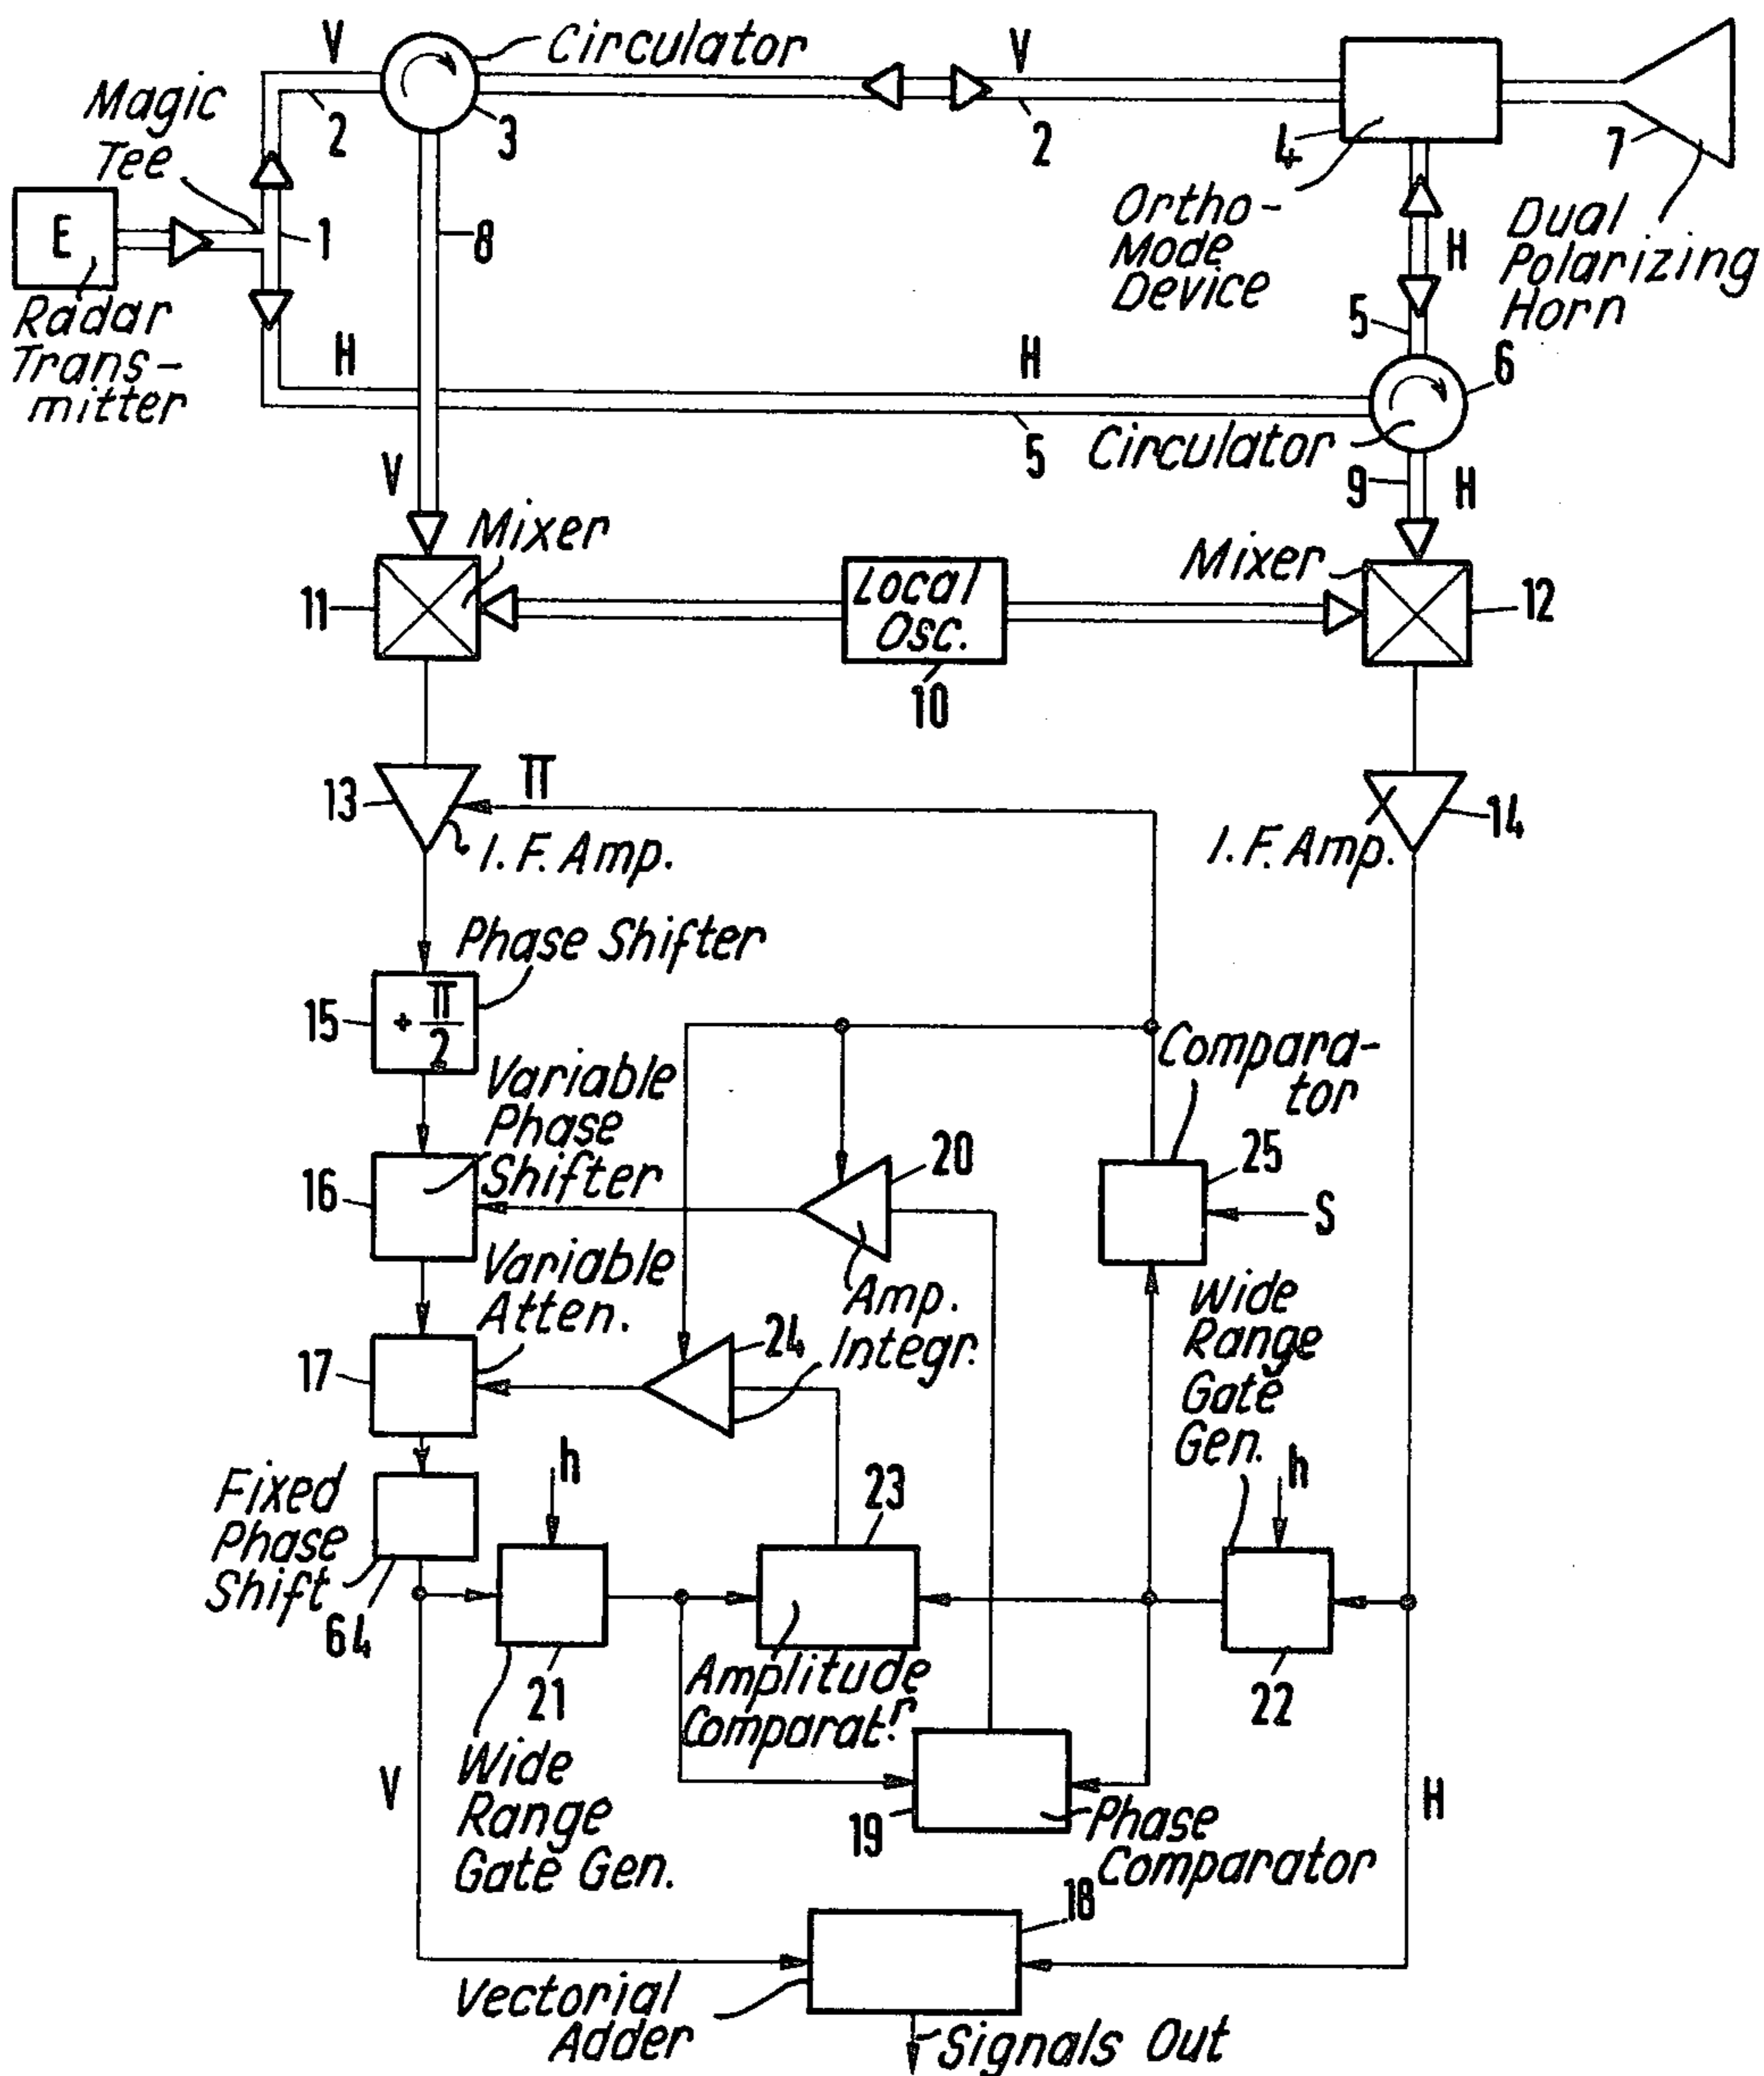 V
Circulator
V
Magic
Tee
2
3
2
4
7
E
1
8
Ortho-
Mode
Device
H
Dual
Polarizing
Horn
Radar
Trans-
mitter
H
H
5
6
V
5
Circulator
9
H
Mixer
Mixer
11
Local
Osc.
12
10
π
13
I.F. Amp.
I.F. Amp.
14
Phase Shifter
15
+ π/2
Compara-
tor
Variable
Phase
Shifter
20
25
16
S
Variable
Atten.
Amp.
Integr.
Wide
Range
Gate
Gen.
17
24
h
23
h
Fixed
Phase
Shift
64
21
Amplitude
Comparat.r
22
Wide
Range
Gate Gen.
V
19
Phase
Comparator
H
18
Vectorial
Adder
Signals Out